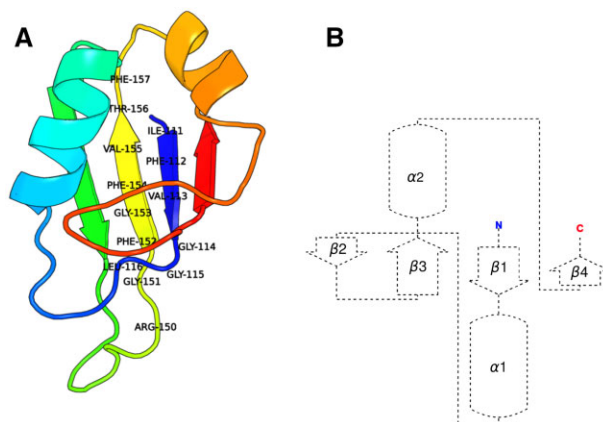 A
B
PHE-157
THR-156
ILE-111
VAL-155
PHE-112
PHE-154
VAL-113
GLY-153
PHE-152
GLY-114
LEU-116
GLY-115
GLY-151
ARG-150
α2
N
C
β2
β3
β1
β4
α1